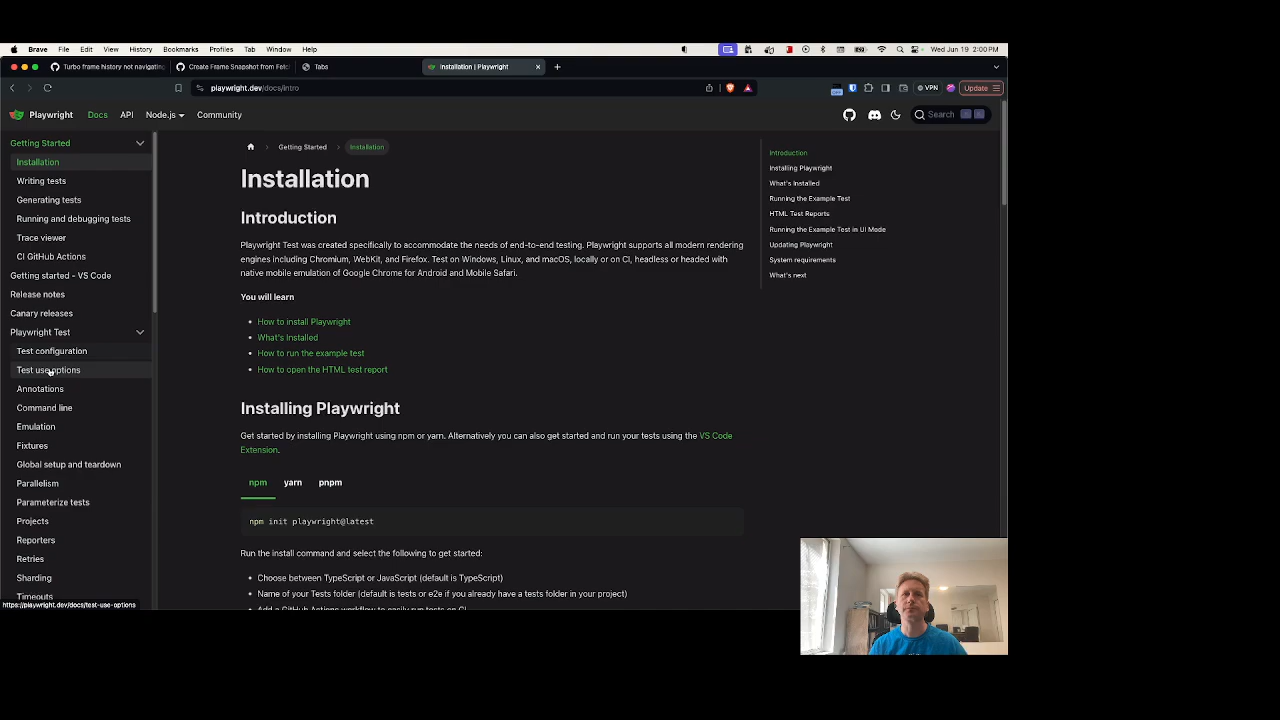 Brave File Edit View History Bookmarks Profiles Tab Window Help Wed Jun 19 2:00 PM
Turbo frame history not navigatin
Create Frame Snapshot from Fetc
Tabs
Installation | Playwright
playwright.dev/docs/intro
VPN
Update
Playwright Docs API Node.js Community
Search
Getting Started
Installation
Writing tests
Generating tests
Running and debugging tests
Trace viewer
CI GitHub Actions
Getting started - VS Code
Release notes
Canary releases
Playwright Test
Test configuration
Test use options
Annotations
Command line
Emulation
Fixtures
Global setup and teardown
Parallelism
Parameterize tests
Projects
Reporters
Retries
Sharding
Timeouts
https://playwright.dev/docs/test-use-options
Getting Started Installation
Installation
Introduction
Playwright Test was created specifically to accommodate the needs of end-to-end testing. Playwright supports all modern rendering
engines including Chromium, WebKit, and Firefox. Test on Windows, Linux, and macOS, locally or on CI, headless or headed with
native mobile emulation of Google Chrome for Android and Mobile Safari.
You will learn
How to install Playwright
What's Installed
How to run the example test
How to open the HTML test report
Installing Playwright
Get started by installing Playwright using npm or yarn. Alternatively you can also get started and run your tests using the VS Code
Extension.
npm yarn pnpm
npm init playwright@latest
Run the install command and select the following to get started:
Choose between TypeScript or JavaScript (default is TypeScript)
Name of your Tests folder (default is tests or e2e if you already have a tests folder in your project)
Add a GitHub Actions workflow to easily run tests on CI
Introduction
Installing Playwright
What's Installed
Running the Example Test
HTML Test Reports
Running the Example Test in UI Mode
Updating Playwright
System requirements
What's next